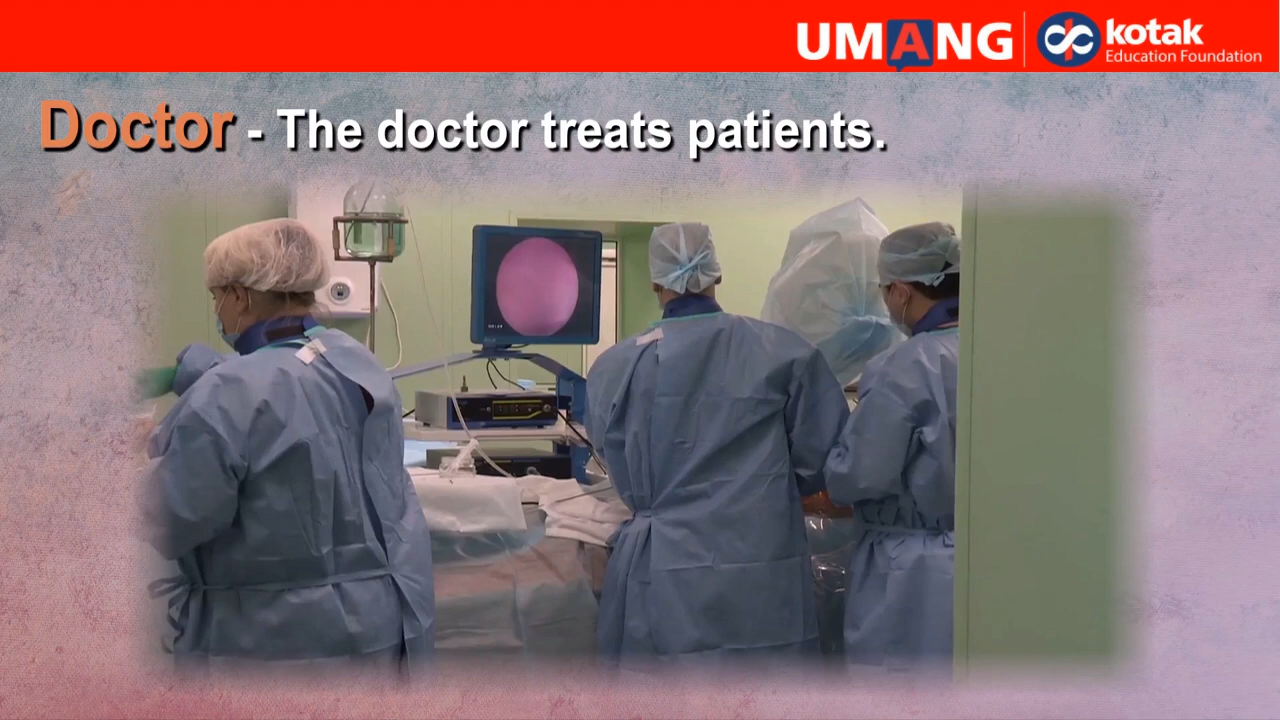 UMANG
kotak
Education Foundation
Doctor - The doctor treats patients.